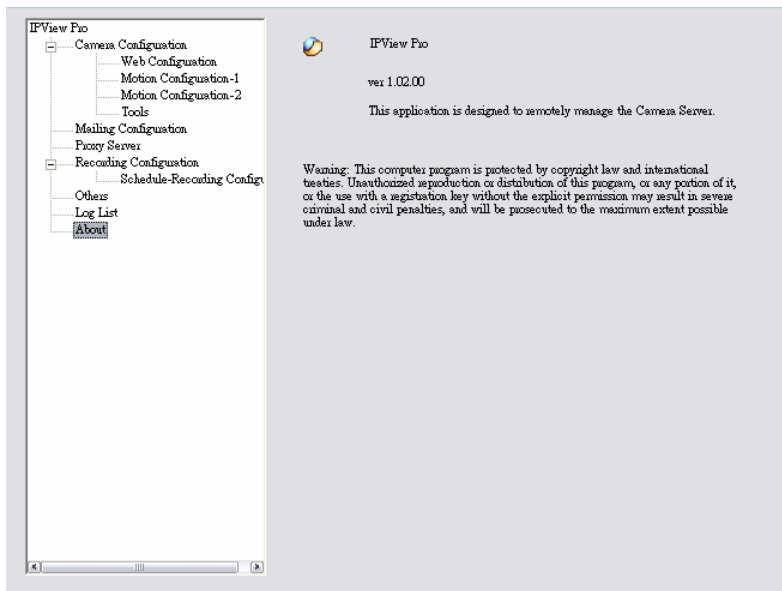 IPView Pro
Camera Configuration
Web Configuration
Motion Configuration-1
Motion Configuration-2
Tools
Mailing Configuration
Proxy Server
Recording Configuration
Schedule-Recording Configu
Others
Log List
About
IPView Pro
ver 1.02.00
This application is designed to remotely manage the Camera Server.
Warning: This computer program is protected by copyright law and international
treaties. Unauthorized reproduction or distribution of this program, or any portion of it,
or the use with a registration key without the explicit permission may result in severe
criminal and civil penalties, and will be prosecuted to the maximum extent possible
under law.